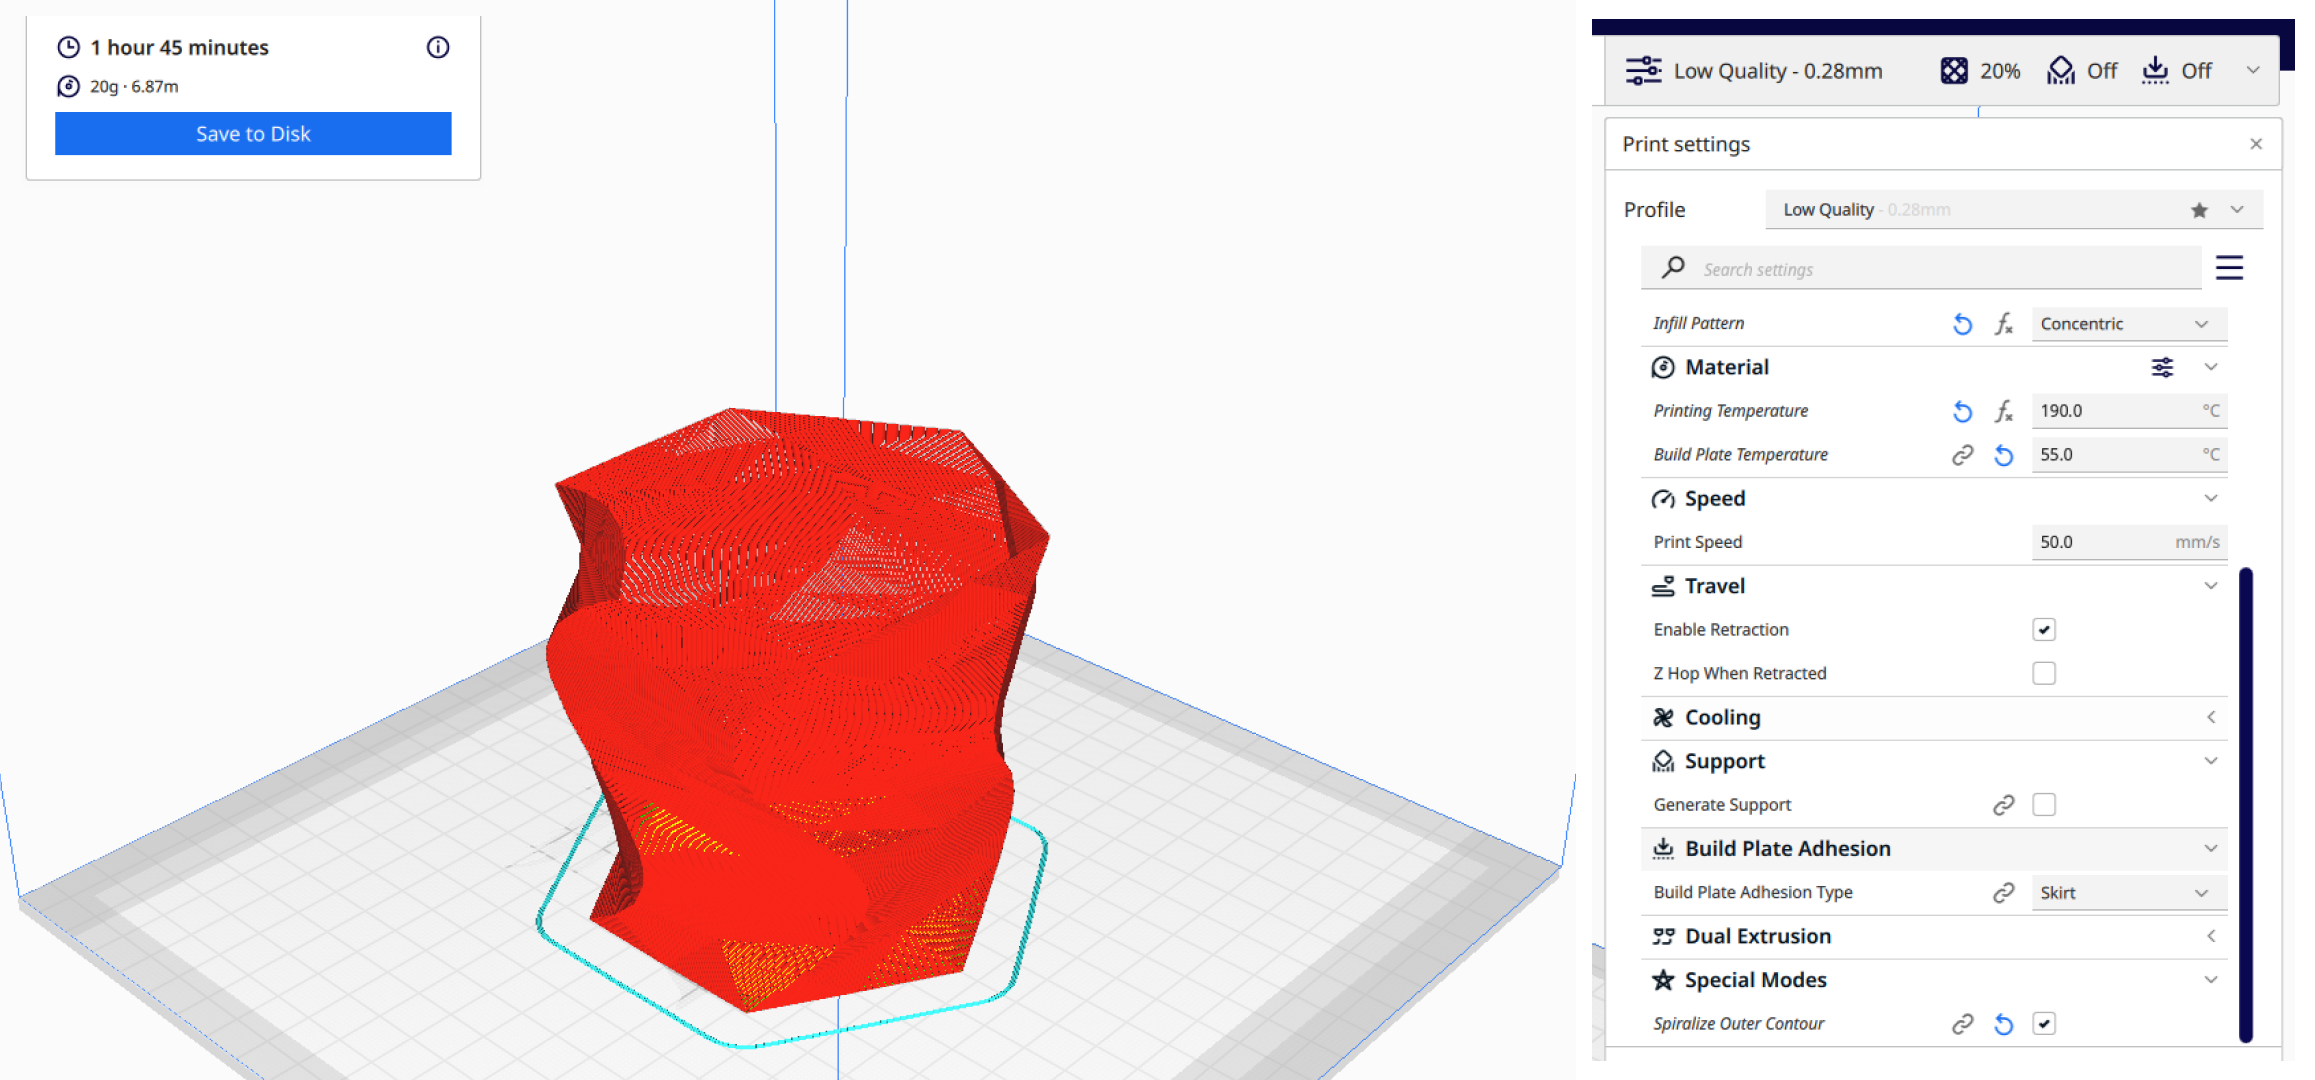 1 hour 45 minutes
20g · 6.87m
Save to Disk
Low Quality - 0.28mm 20% Off Off
Print settings
Profile Low Quality - 0.28mm
Search settings
Infill Pattern Concentric
Material
Printing Temperature 190.0 °C
Build Plate Temperature 55.0 °C
Speed
Print Speed 50.0 mm/s
Travel
Enable Retraction
Z Hop When Retracted
Cooling
Support
Generate Support
Build Plate Adhesion
Build Plate Adhesion Type Skirt
Dual Extrusion
Special Modes
Spiralize Outer Contour